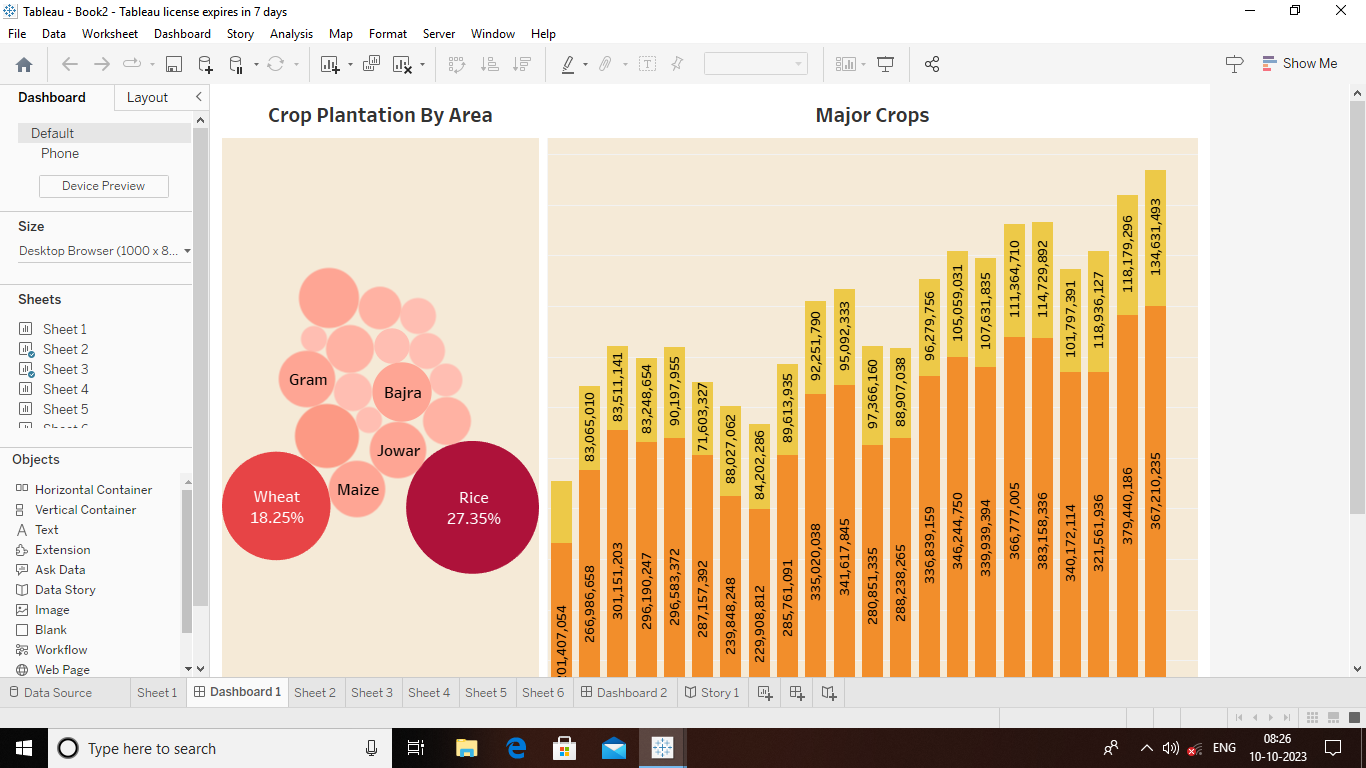 Tableau - Book2 - Tableau license expires in 7 days
File Data Worksheet Dashboard Story Analysis Map Format Server Window Help
Show Me
Dashboard Layout
Default
Phone
Device Preview
Size
Desktop Browser (1000 x 8...
Sheets
Sheet 1
Sheet 2
Sheet 3
Sheet 4
Sheet 5
Objects
Horizontal Container
Vertical Container
Text
Extension
Ask Data
Data Story
Image
Blank
Workflow
Web Page
Crop Plantation By Area
Gram
Bajra
Jowar
Maize
Wheat
18.25%
Rice
27.35%
Major Crops
201,407,054
83,065,010
266,986,658
83,511,141
301,151,203
83,248,654
296,190,247
90,197,955
296,583,372
71,603,327
287,157,392
88,027,062
239,848,248
84,202,286
229,908,812
89,613,935
285,761,091
92,251,790
335,020,038
95,092,333
341,617,845
97,366,160
280,851,335
88,907,038
288,238,265
96,279,756
336,839,159
105,059,031
346,244,750
107,631,835
339,939,394
111,364,710
366,777,005
114,729,892
383,158,336
101,797,391
340,172,114
118,936,127
321,561,936
118,179,296
379,440,186
134,631,493
367,210,235
Data Source Sheet 1 Dashboard 1 Sheet 2 Sheet 3 Sheet 4 Sheet 5 Sheet 6 Dashboard 2 Story 1
Type here to search
ENG
08:26
10-10-2023